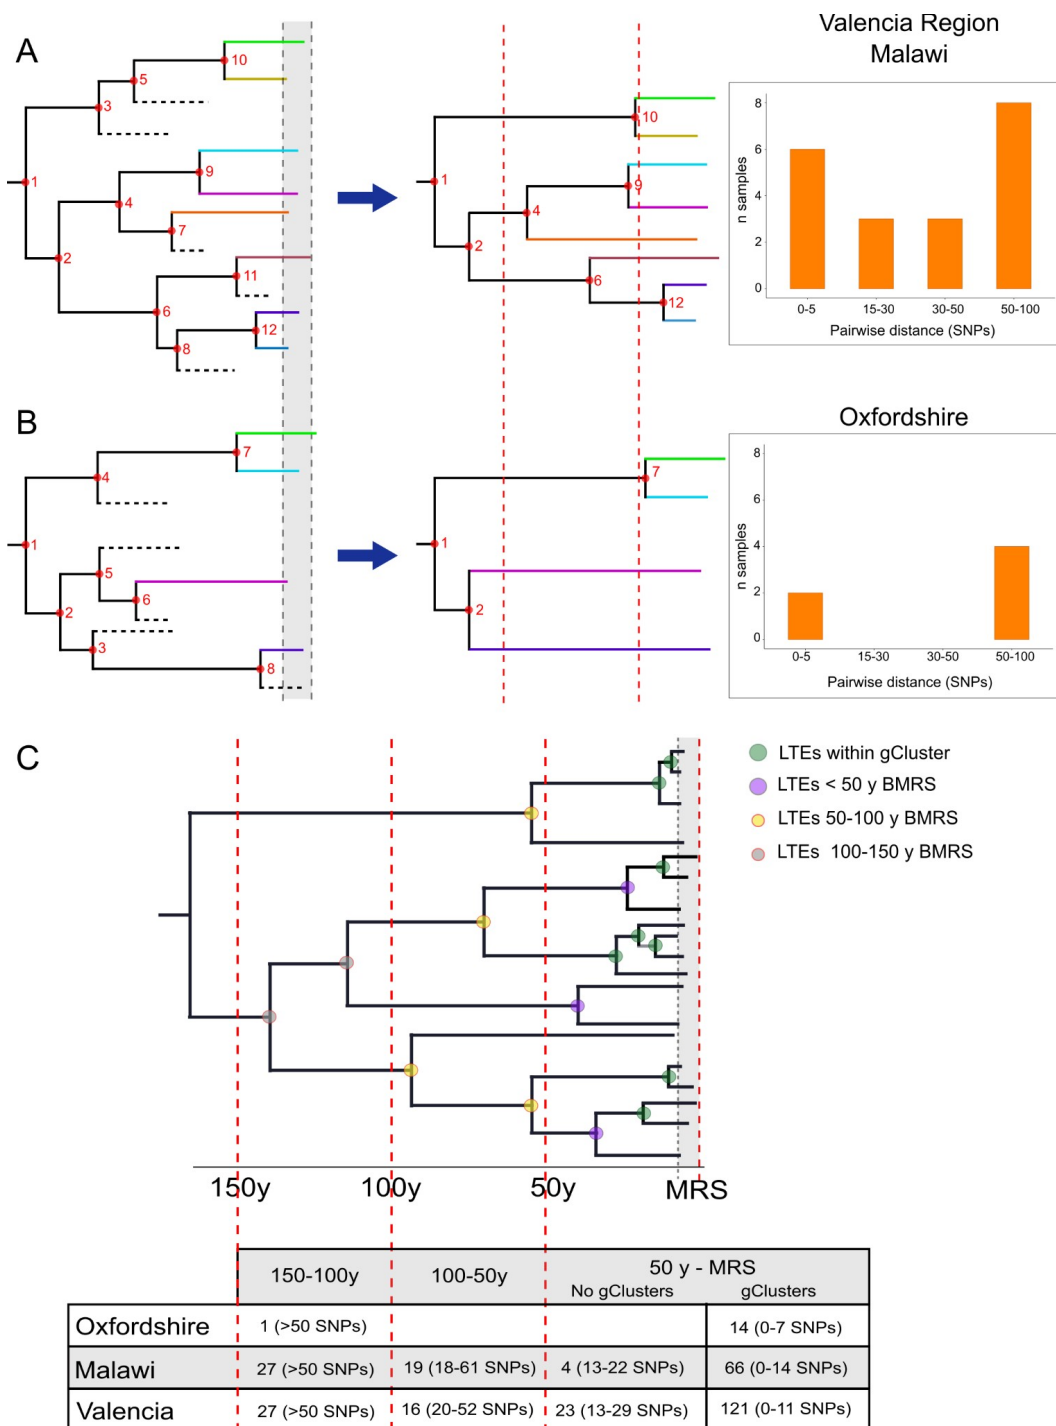 A
1
2
3
4
5
6
7
8
9
10
11
12
1
2
4
6
9
10
12
Valencia Region
Malawi
n samples
8
6
4
2
0
0-5 15-30 30-50 50-100
Pairwise distance (SNPs)
B
1
2
3
4
5
6
7
8
1
2
7
Oxfordshire
n samples
8
6
4
2
0
0-5 15-30 30-50 50-100
Pairwise distance (SNPs)
C
LTEs within gCluster
LTEs < 50 y BMRS
LTEs 50-100 y BMRS
LTEs 100-150 y BMRS
150y 100y 50y MRS
150-100y 100-50y 50 y - MRS
No gClusters gClusters
Oxfordshire 1 (>50 SNPs) 14 (0-7 SNPs)
Malawi 27 (>50 SNPs) 19 (18-61 SNPs) 4 (13-22 SNPs) 66 (0-14 SNPs)
Valencia 27 (>50 SNPs) 16 (20-52 SNPs) 23 (13-29 SNPs) 121 (0-11 SNPs)